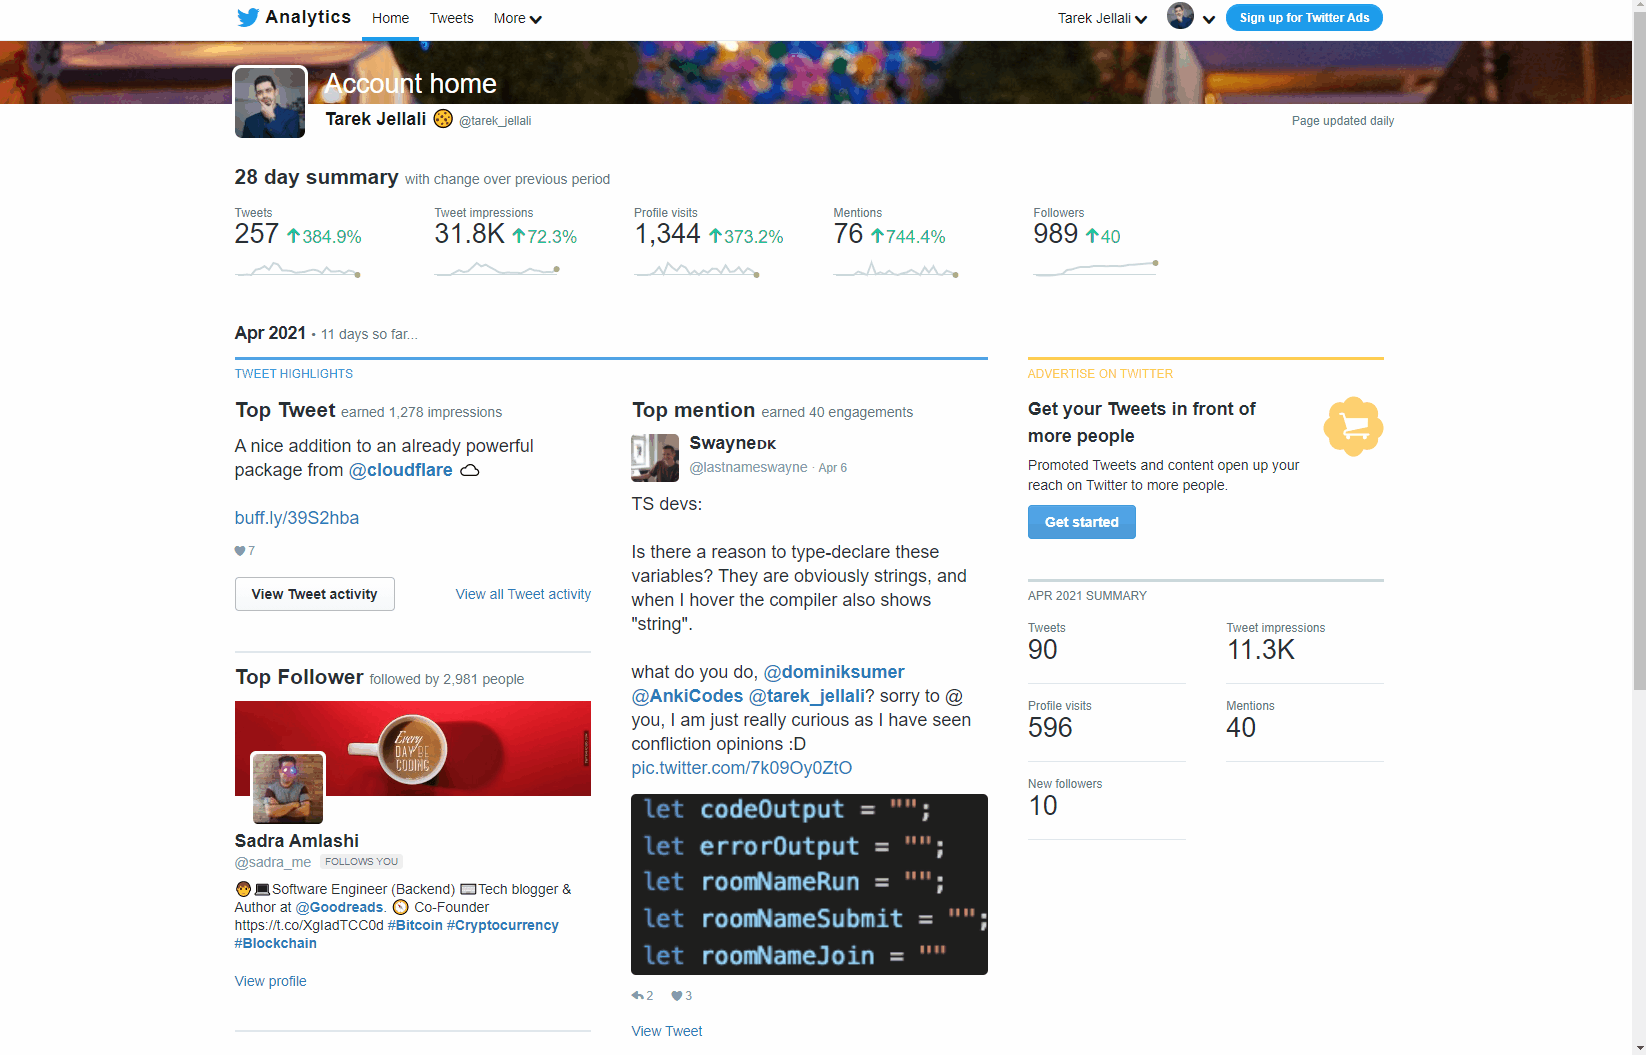 Analytics Home Tweets More Tarek Jellali Sign up for Twitter Ads
Account home
Tarek Jellali @tarek_jellali
Page updated daily
28 day summary with change over previous period
Tweets
257 384.9%
Tweet impressions
31.8K 72.3%
Profile visits
1,344 373.2%
Mentions
76 744.4%
Followers
989 40
Apr 2021 • 11 days so far...
TWEET HIGHLIGHTS
Top Tweet earned 1,278 impressions
A nice addition to an already powerful
package from @cloudflare
buff.ly/39S2hba
7
View Tweet activity
View all Tweet activity
Top Follower followed by 2,981 people
Every
DAY BE
CODING
Sadra Amlashi
@sadra_me FOLLOWS YOU
Software Engineer (Backend) Tech blogger &
Author at @Goodreads. Co-Founder
https://t.co/XgIadTCC0d #Bitcoin #Cryptocurrency
#Blockchain
View profile
Top mention earned 40 engagements
Swayneᴅᴋ
@lastnameswayne · Apr 6
TS devs:
Is there a reason to type-declare these
variables? They are obviously strings, and
when I hover the compiler also shows
"string".
what do you do, @dominiksumer
@AnkiCodes @tarek_jellali? sorry to @
you, I am just really curious as I have seen
confliction opinions :D
pic.twitter.com/7k09Oy0ZtO
let codeOutput = "";
let errorOutput = "";
let roomNameRun = "";
let roomNameSubmit = "";
let roomNameJoin = ""
2 3
View Tweet
ADVERTISE ON TWITTER
Get your Tweets in front of
more people
Promoted Tweets and content open up your
reach on Twitter to more people.
Get started
APR 2021 SUMMARY
Tweets
90
Tweet impressions
11.3K
Profile visits
596
Mentions
40
New followers
10